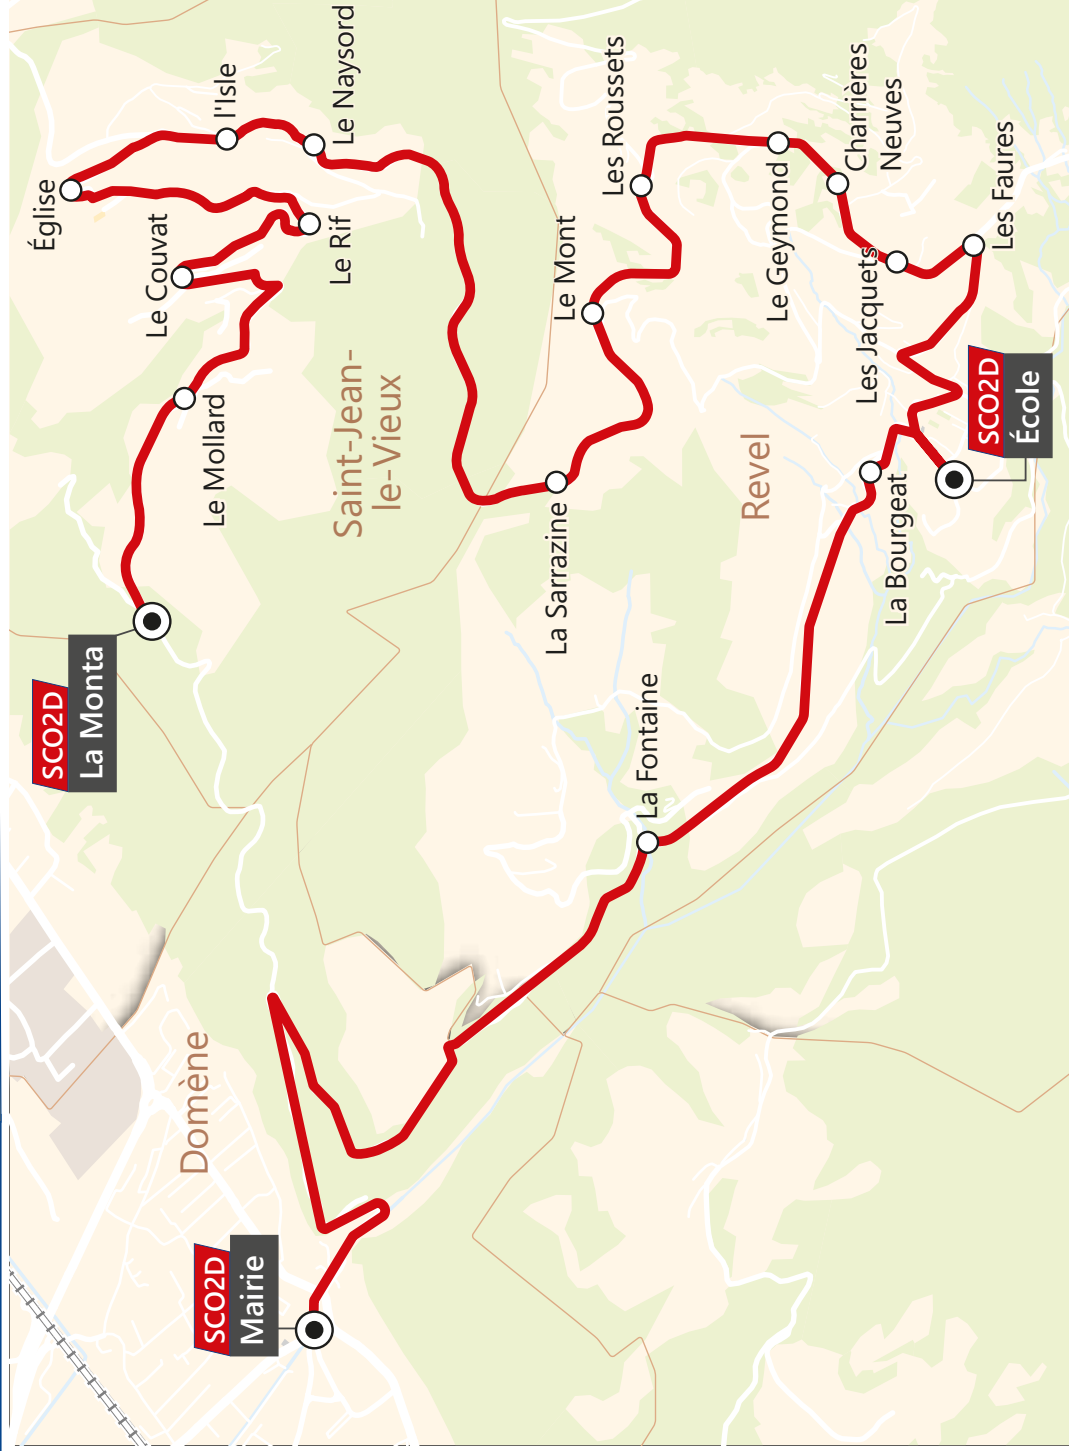 SCO2D
La Monta
Le Mollard
Le Couvat
Le Rif
Église
l'Isle
Le Naysord
Saint-Jean-
le-Vieux
La Sarrazine
Le Mont
Les Roussets
Le Geymond
Charrières
Neuves
Les Jacquets
Les Faures
SCO2D
École
Revel
La Bourgeat
La Fontaine
Domène
SCO2D
Mairie